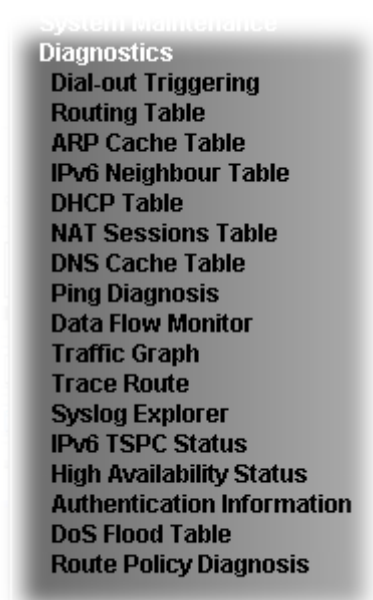 System Maintenance
Diagnostics
Dial-out Triggering
Routing Table
ARP Cache Table
IPv6 Neighbour Table
DHCP Table
NAT Sessions Table
DNS Cache Table
Ping Diagnosis
Data Flow Monitor
Traffic Graph
Trace Route
Syslog Explorer
IPv6 TSPC Status
High Availability Status
Authentication Information
DoS Flood Table
Route Policy Diagnosis